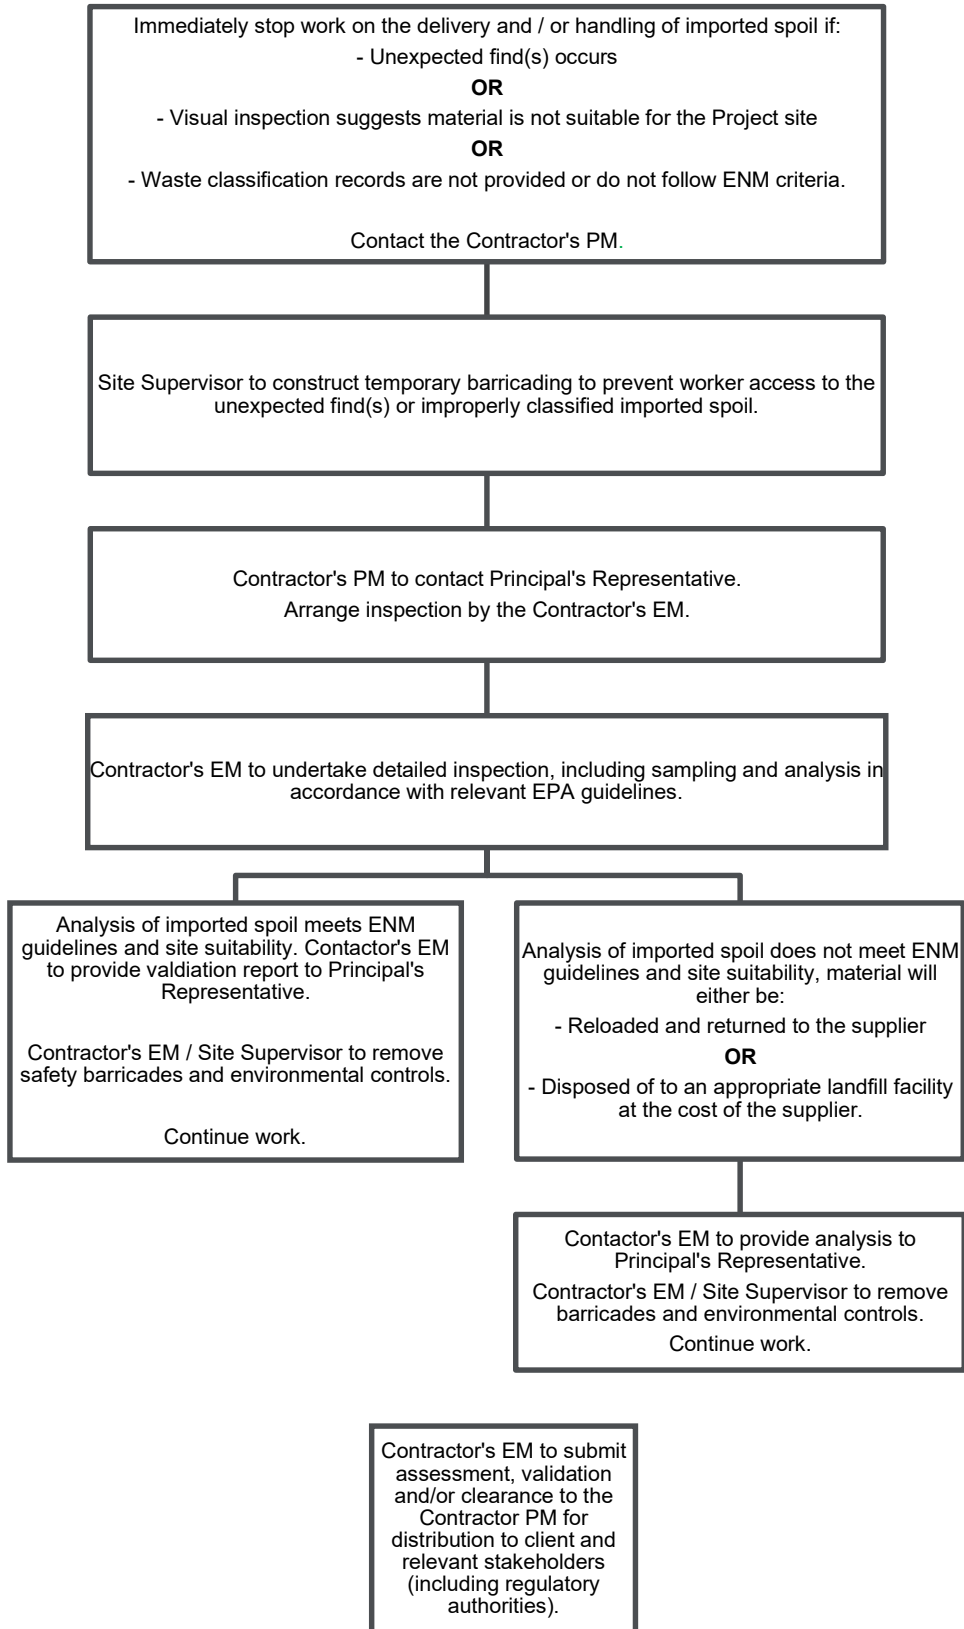 Immediately stop work on the delivery and / or handling of imported spoil if:
- Unexpected find(s) occurs
OR
- Visual inspection suggests material is not suitable for the Project site
OR
- Waste classification records are not provided or do not follow ENM criteria.
Contact the Contractor's PM.
Site Supervisor to construct temporary barricading to prevent worker access to the
unexpected find(s) or improperly classified imported spoil.
Contractor's PM to contact Principal's Representative.
Arrange inspection by the Contractor's EM.
Contractor's EM to undertake detailed inspection, including sampling and analysis in
accordance with relevant EPA guidelines.
Analysis of imported spoil meets ENM
guidelines and site suitability. Contactor's EM
to provide valdiation report to Principal's
Representative.
Contractor's EM / Site Supervisor to remove
safety barricades and environmental controls.
Continue work.
Analysis of imported spoil does not meet ENM
guidelines and site suitability, material will
either be:
- Reloaded and returned to the supplier
OR
- Disposed of to an appropriate landfill facility
at the cost of the supplier.
Contactor's EM to provide analysis to
Principal's Representative.
Contractor's EM / Site Supervisor to remove
barricades and environmental controls.
Continue work.
Contractor's EM to submit
assessment, validation
and/or clearance to the
Contractor PM for
distribution to client and
relevant stakeholders
(including regulatory
authorities).